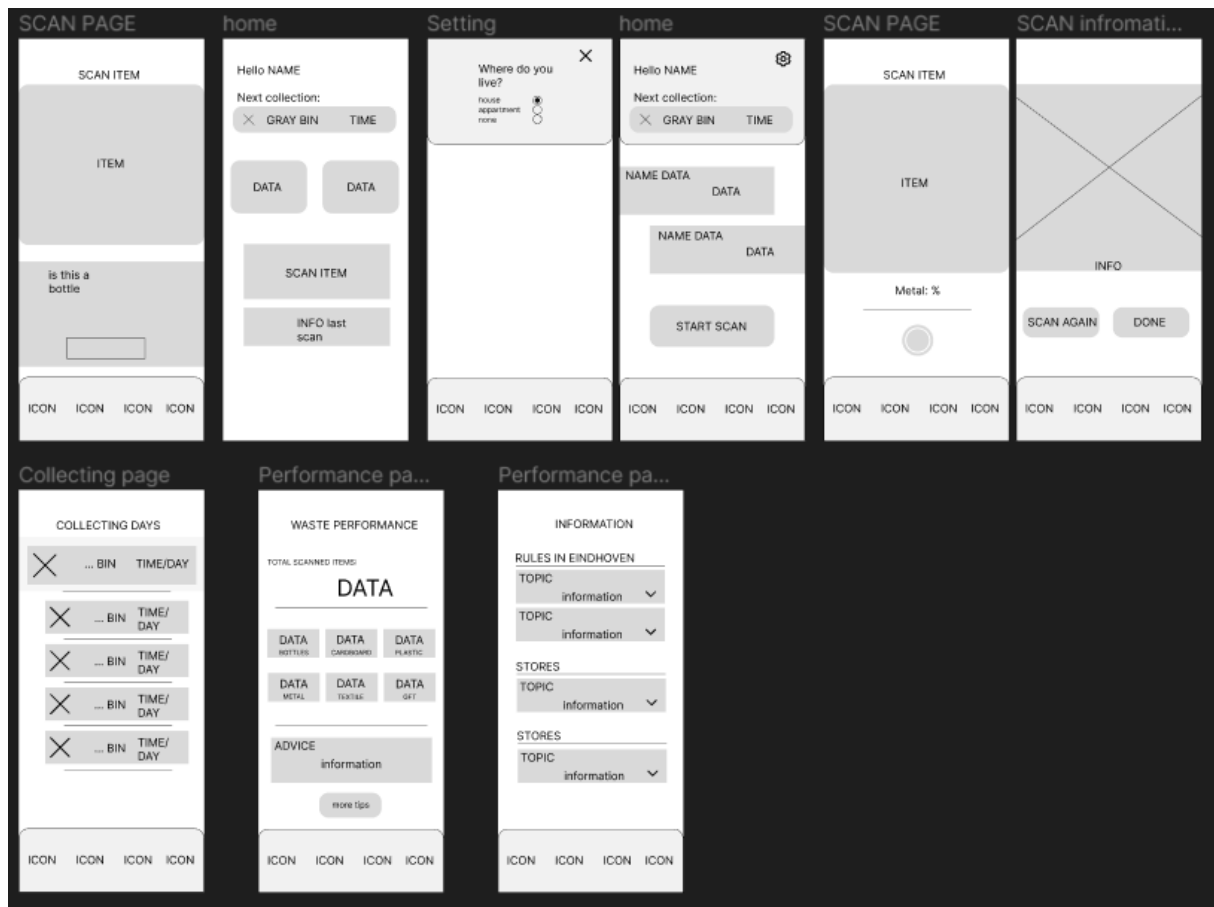 SCAN PAGE
SCAN ITEM
ITEM
is this a
bottle
ICON ICON ICON ICON
home
Hello NAME
Next collection:
GRAY BIN TIME
DATA DATA
SCAN ITEM
INFO last
scan
Setting
Where do you
live?
house
appartment
none
ICON ICON ICON ICON
home
Hello NAME
Next collection:
GRAY BIN TIME
NAME DATA
DATA
NAME DATA
DATA
START SCAN
ICON ICON ICON ICON
SCAN PAGE
SCAN ITEM
ITEM
Metal: %
ICON ICON ICON ICON
SCAN infromati...
INFO
SCAN AGAIN DONE
ICON ICON ICON ICON
Collecting page
COLLECTING DAYS
... BIN TIME/DAY
... BIN TIME/
DAY
... BIN TIME/
DAY
... BIN TIME/
DAY
... BIN TIME/
DAY
ICON ICON ICON ICON
Performance pa...
WASTE PERFORMANCE
TOTAL SCANNED ITEMS:
DATA
DATA DATA DATA
BOTTLES CARDBOARD PLASTIC
DATA DATA DATA
METAL TEXTILE GFT
ADVICE
information
more tips
ICON ICON ICON ICON
Performance pa...
INFORMATION
RULES IN EINDHOVEN
TOPIC
information
TOPIC
information
STORES
TOPIC
Information
STORES
TOPIC
information
ICON ICON ICON ICON